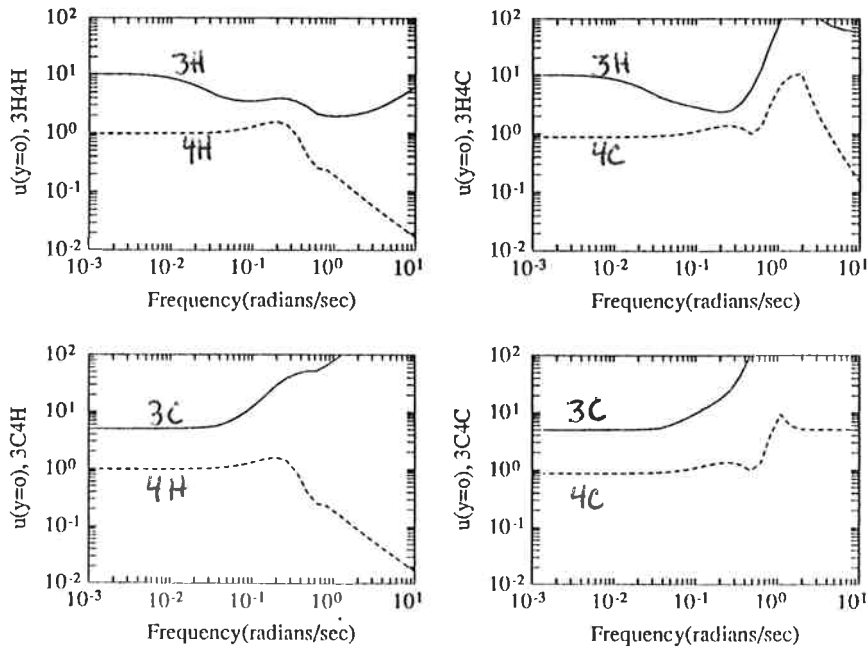 u(y=o), 3H4H
10²
10¹
10⁰
10⁻¹
10⁻²
3H
4H
10⁻³ 10⁻² 10⁻¹ 10⁰ 10¹
Frequency(radians/sec)
u(y=o), 3H4C
10²
10¹
10⁰
10⁻¹
10⁻²
3H
4C
10⁻³ 10⁻² 10⁻¹ 10⁰ 10¹
Frequency(radians/sec)
u(y=o), 3C4H
10²
10¹
10⁰
10⁻¹
10⁻²
3C
4H
10⁻³ 10⁻² 10⁻¹ 10⁰ 10¹
Frequency(radians/sec)
u(y=o), 3C4C
10²
10¹
10⁰
10⁻¹
10⁻²
3C
4C
10⁻³ 10⁻² 10⁻¹ 10⁰ 10¹
Frequency(radians/sec)